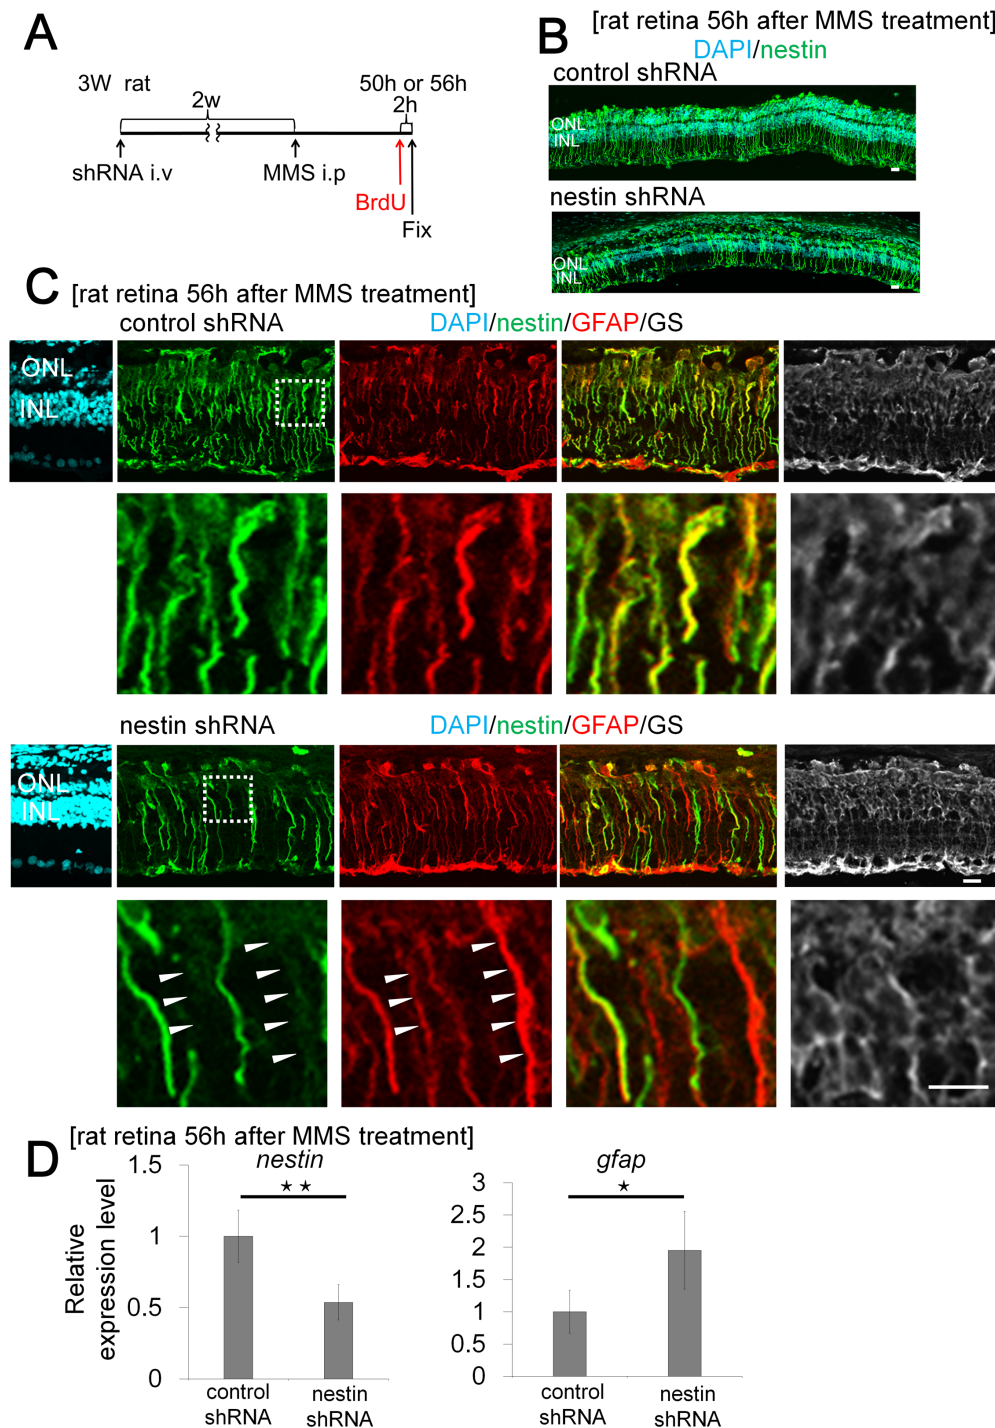 A
3W rat
50h or 56h
2w
2h
shRNA i.v
MMS i.p
BrdU
Fix
B [rat retina 56h after MMS treatment]
DAPI/nestin
control shRNA
ONL
INL
nestin shRNA
ONL
INL
C [rat retina 56h after MMS treatment]
control shRNA
DAPI/nestin/GFAP/GS
ONL
INL
nestin shRNA
DAPI/nestin/GFAP/GS
ONL
INL
D [rat retina 56h after MMS treatment]
Relative
expression level
nestin
★ ★
1.5
1
0.5
0
control
shRNA
nestin
shRNA
gfap
★
3
2.5
2
1.5
1
0.5
0
control
shRNA
nestin
shRNA